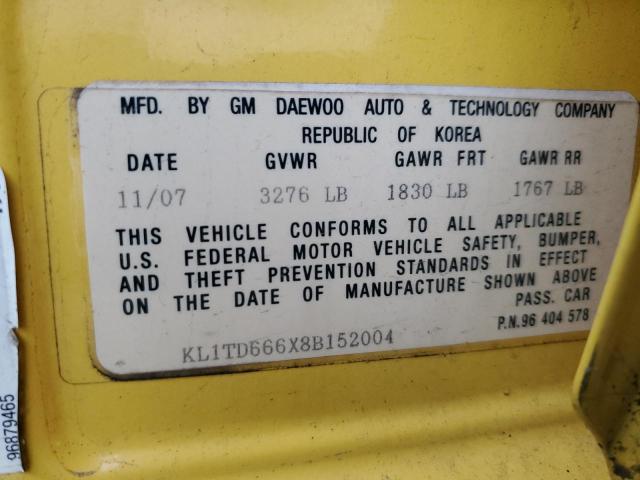 MFD. BY GM DAEWOO AUTO & TECHNOLOGY COMPANY
REPUBLIC OF KOREA
DATE GVWR GAWR FRT GAWR RR
11/07 3276 LB 1830 LB 1767 LB
THIS VEHICLE CONFORMS TO ALL APPLICABLE
U.S. FEDERAL MOTOR VEHICLE SAFETY, BUMPER,
AND THEFT PREVENTION STANDARDS IN EFFECT
ON THE DATE OF MANUFACTURE SHOWN ABOVE
PASS. CAR
P.N.96 404 578
KL1TD666X8B152004
96879465